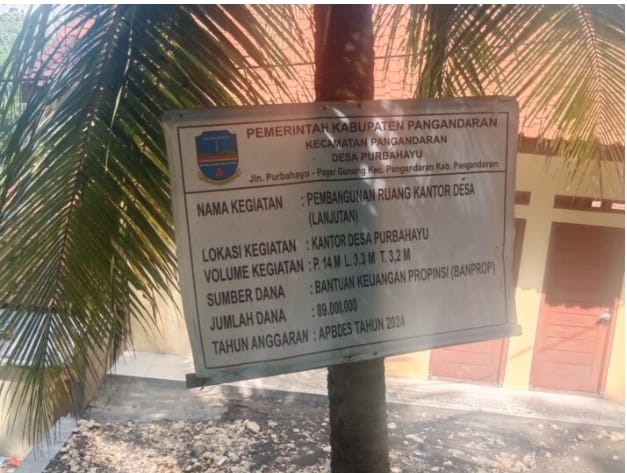 PEMERINTAH KABUPATEN PANGANDARAN
KECAMATAN PANGANDARAN
DESA PURBAHAYU
Jln. Purbahayu - Pager Gunung Kec. Pangandaran Kab. Pangandaran
NAMA KEGIATAN : PEMBANGUNAN RUANG KANTOR DESA
(LANJUTAN)
LOKASI KEGIATAN : KANTOR DESA PURBAHAYU
VOLUME KEGIATAN : P. 14 M L. 3,3 M T. 3,2 M
SUMBER DANA : BANTUAN KEUANGAN PROPINSI (BANPROP)
JUMLAH DANA : 89.000.000
TAHUN ANGGARAN : APBDES TAHUN 2024